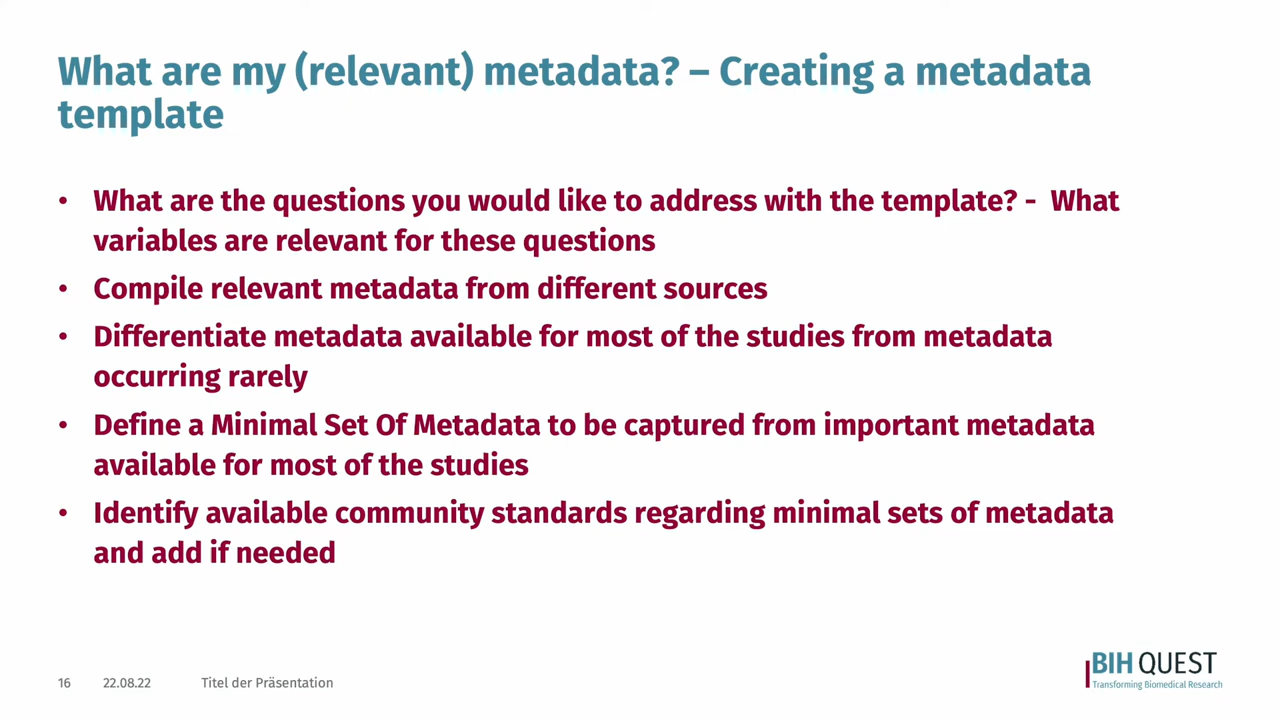 What are my (relevant) metadata? – Creating a metadata
template
• What are the questions you would like to address with the template? - What
variables are relevant for these questions
• Compile relevant metadata from different sources
• Differentiate metadata available for most of the studies from metadata
occurring rarely
• Define a Minimal Set Of Metadata to be captured from important metadata
available for most of the studies
• Identify available community standards regarding minimal sets of metadata
and add if needed
16 22.08.22 Titel der Präsentation
BIH QUEST
Transforming Biomedical Research